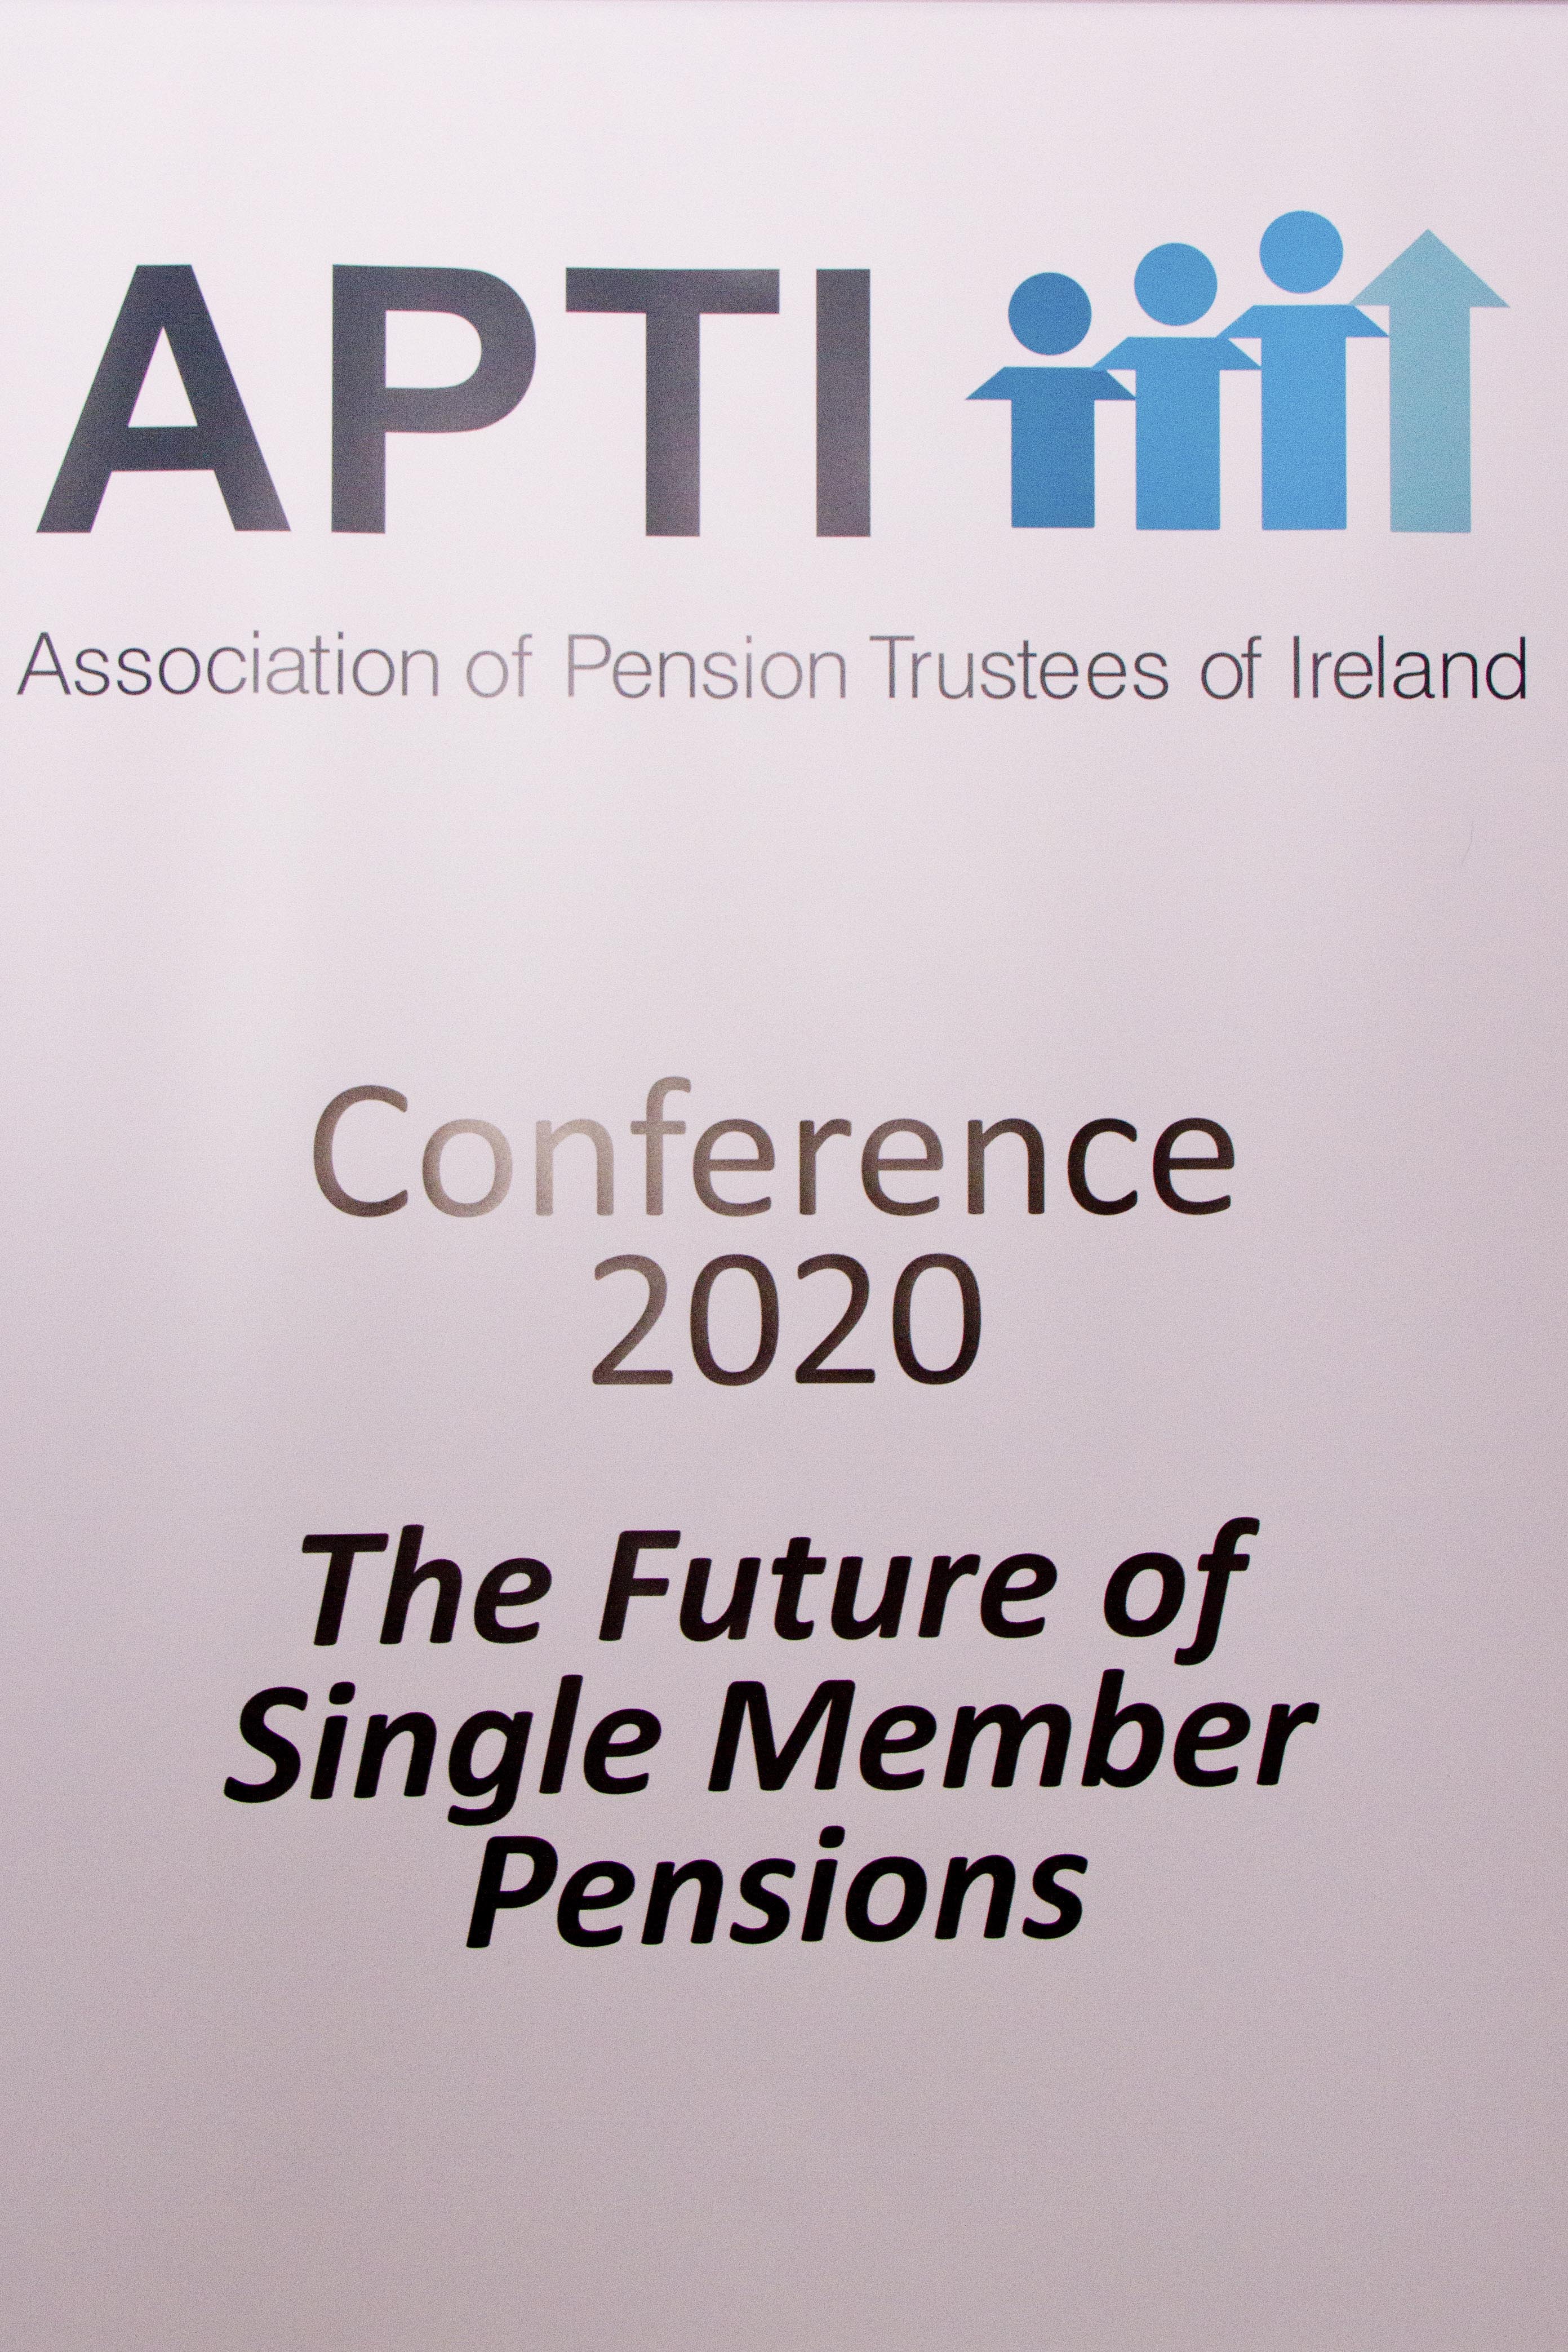 APTI
Association of Pension Trustees of Ireland
Conference
2020
The Future of
Single Member
Pensions